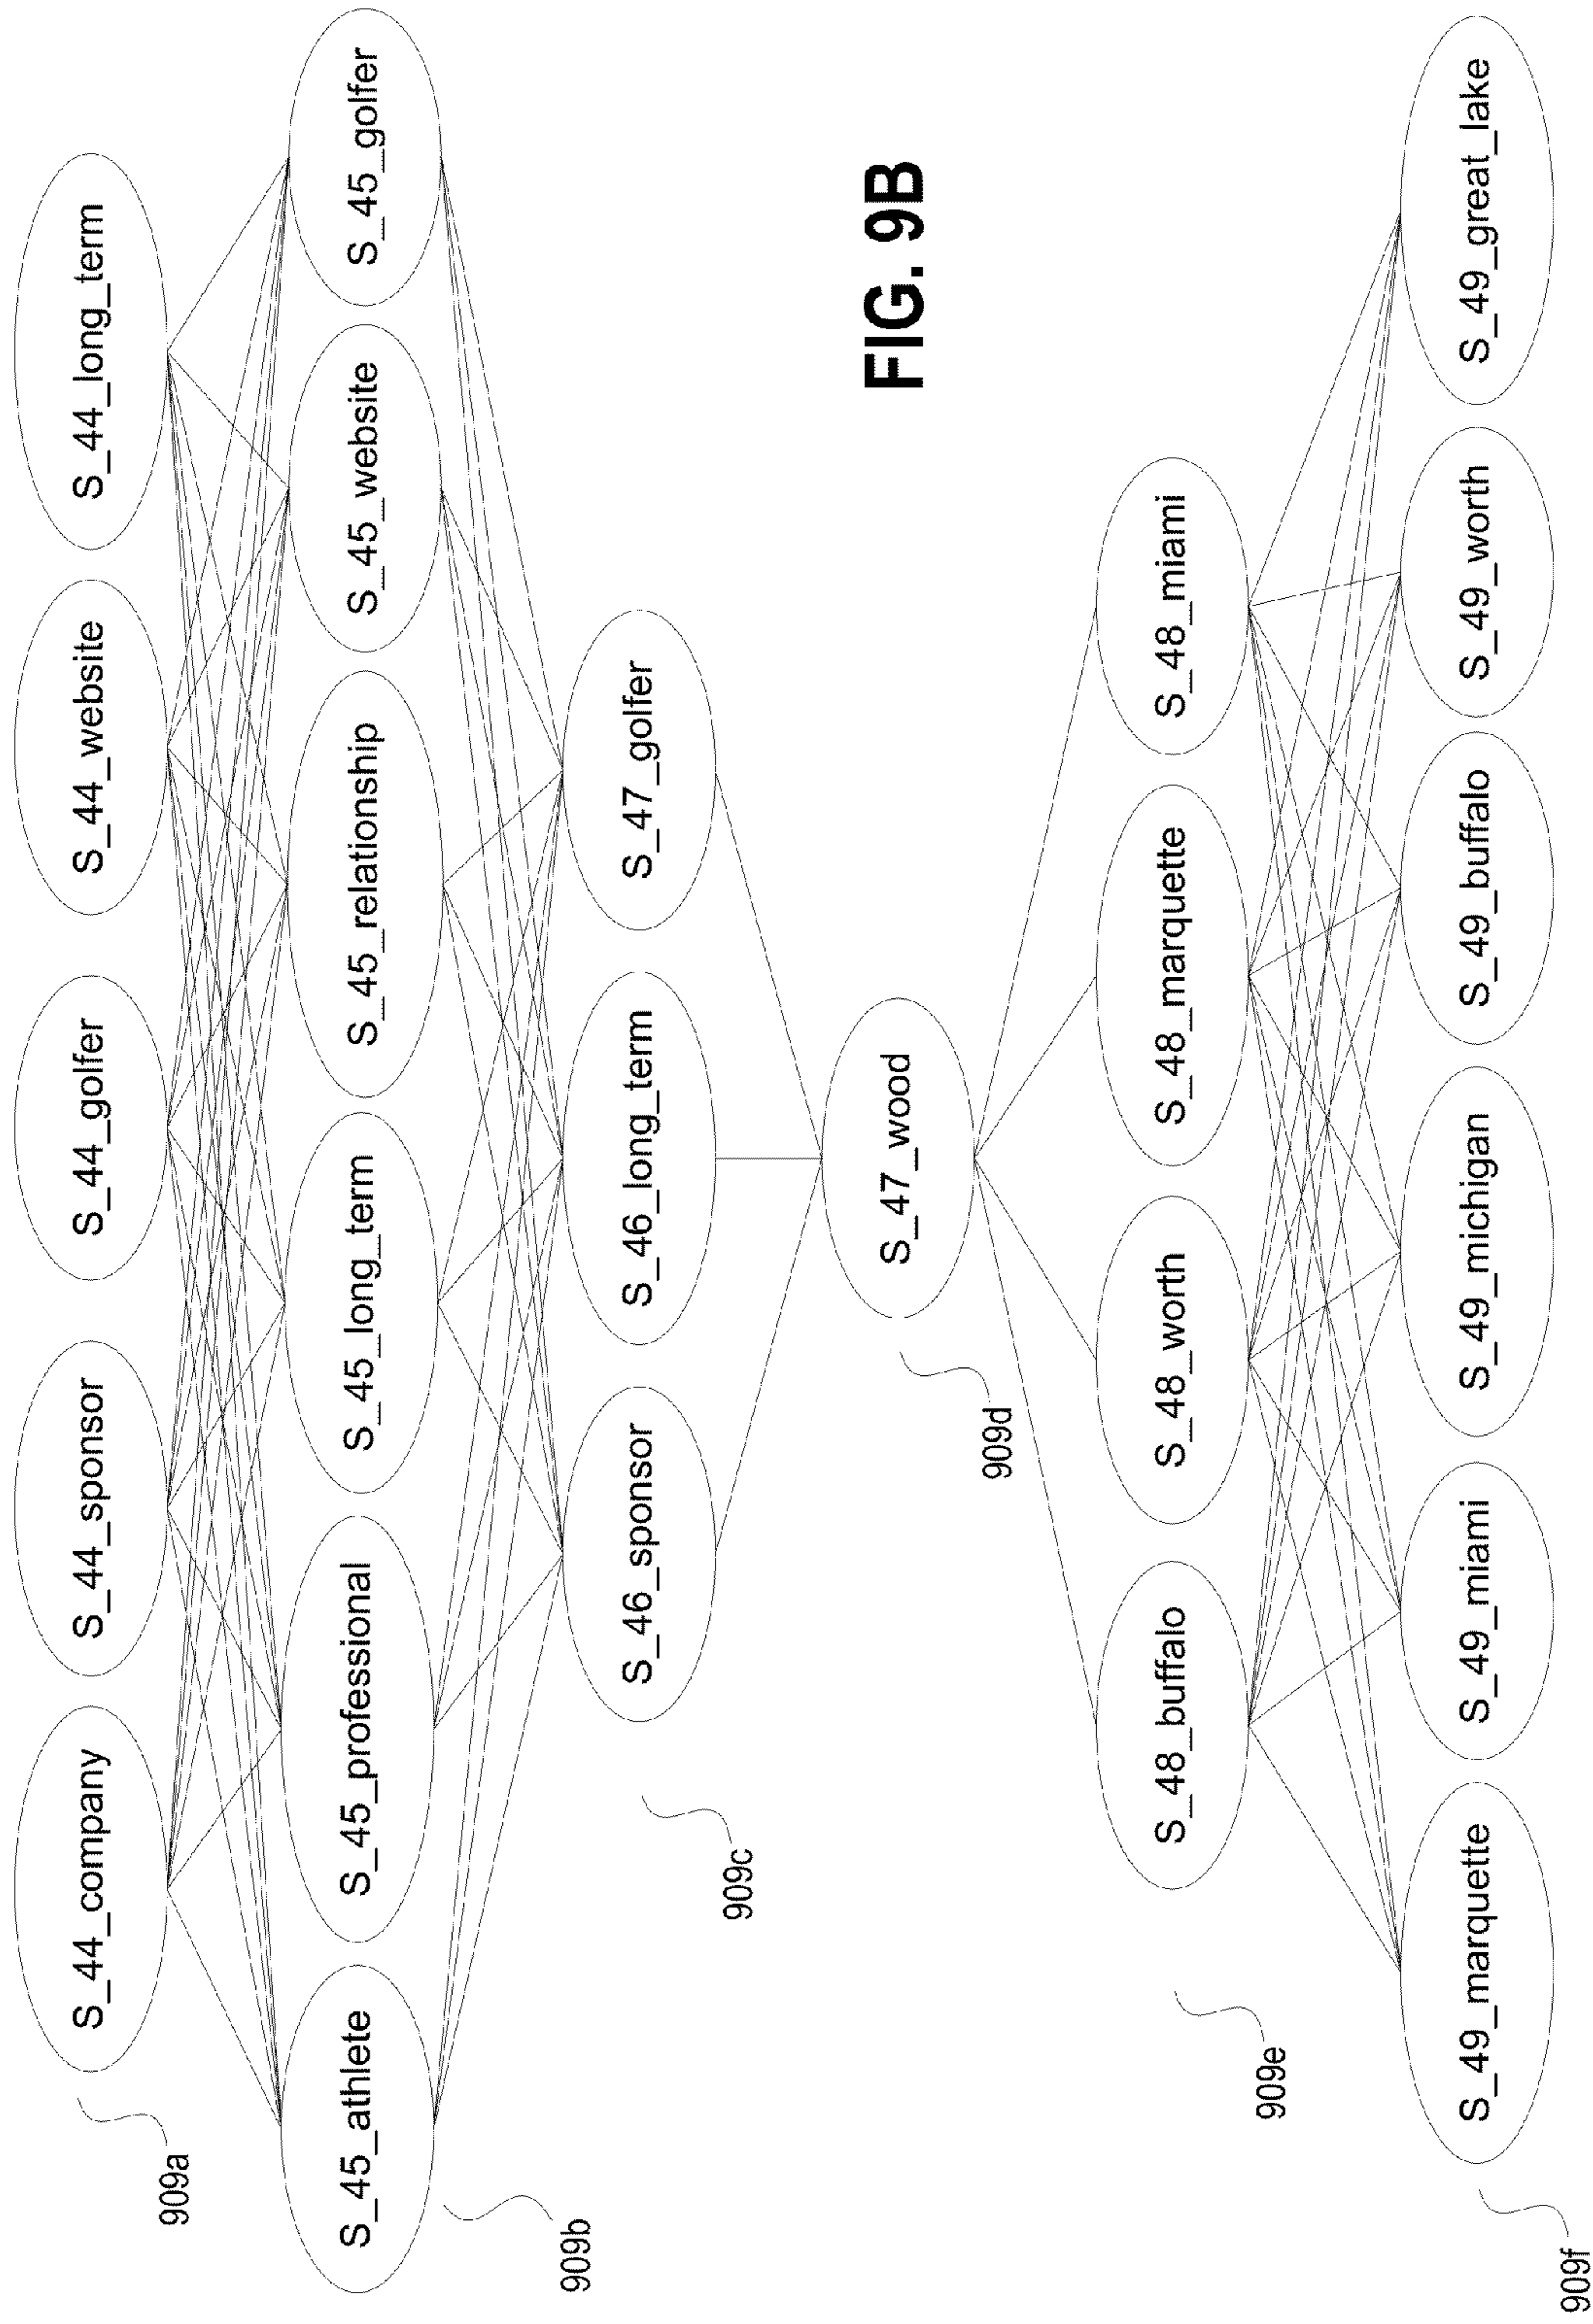 S_44_company
S_44_sponsor
S_44_golfer
S_44_website
S_44_long_term
909a
S_45_athlete
S_45_professional
S_45_long_term
S_45_relationship
S_45_website
S_45_golfer
909b
S_46_sponsor
S_46_long_term
S_47_golfer
909c
S_47_wood
FIG. 9B
909d
S_48_buffalo
S_48_worth
S_48_marquette
S_48_miami
909e
S_49_marquette
S_49_miami
S_49_michigan
S_49_buffalo
S_49_worth
S_49_great_lake
909f